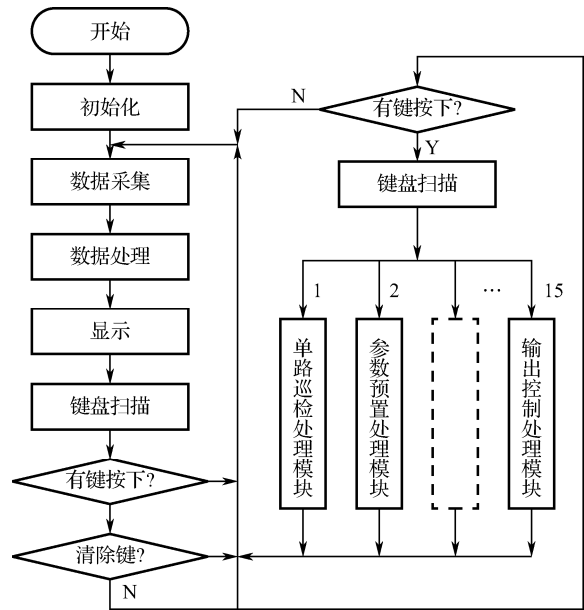 开始
初始化
数据采集
数据处理
显示
键盘扫描
有键按下?
清除键?
N
N
有键按下?
Y
键盘扫描
1
2
…
15
单路巡检处理模块
参数预置处理模块
输出控制处理模块